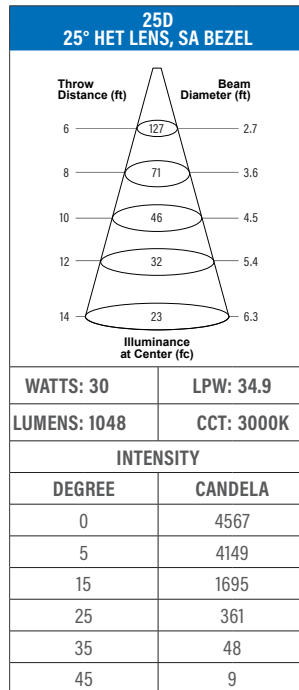 25D
25° HET LENS, SA BEZEL
Throw Distance (ft)
Beam Diameter (ft)
6 127 2.7
8 71 3.6
10 46 4.5
12 32 5.4
14 23 6.3
Illuminance
at Center (fc)
WATTS: 30 LPW: 34.9
LUMENS: 1048 CCT: 3000K
INTENSITY
DEGREE CANDELA
0 4567
5 4149
15 1695
25 361
35 48
45 9